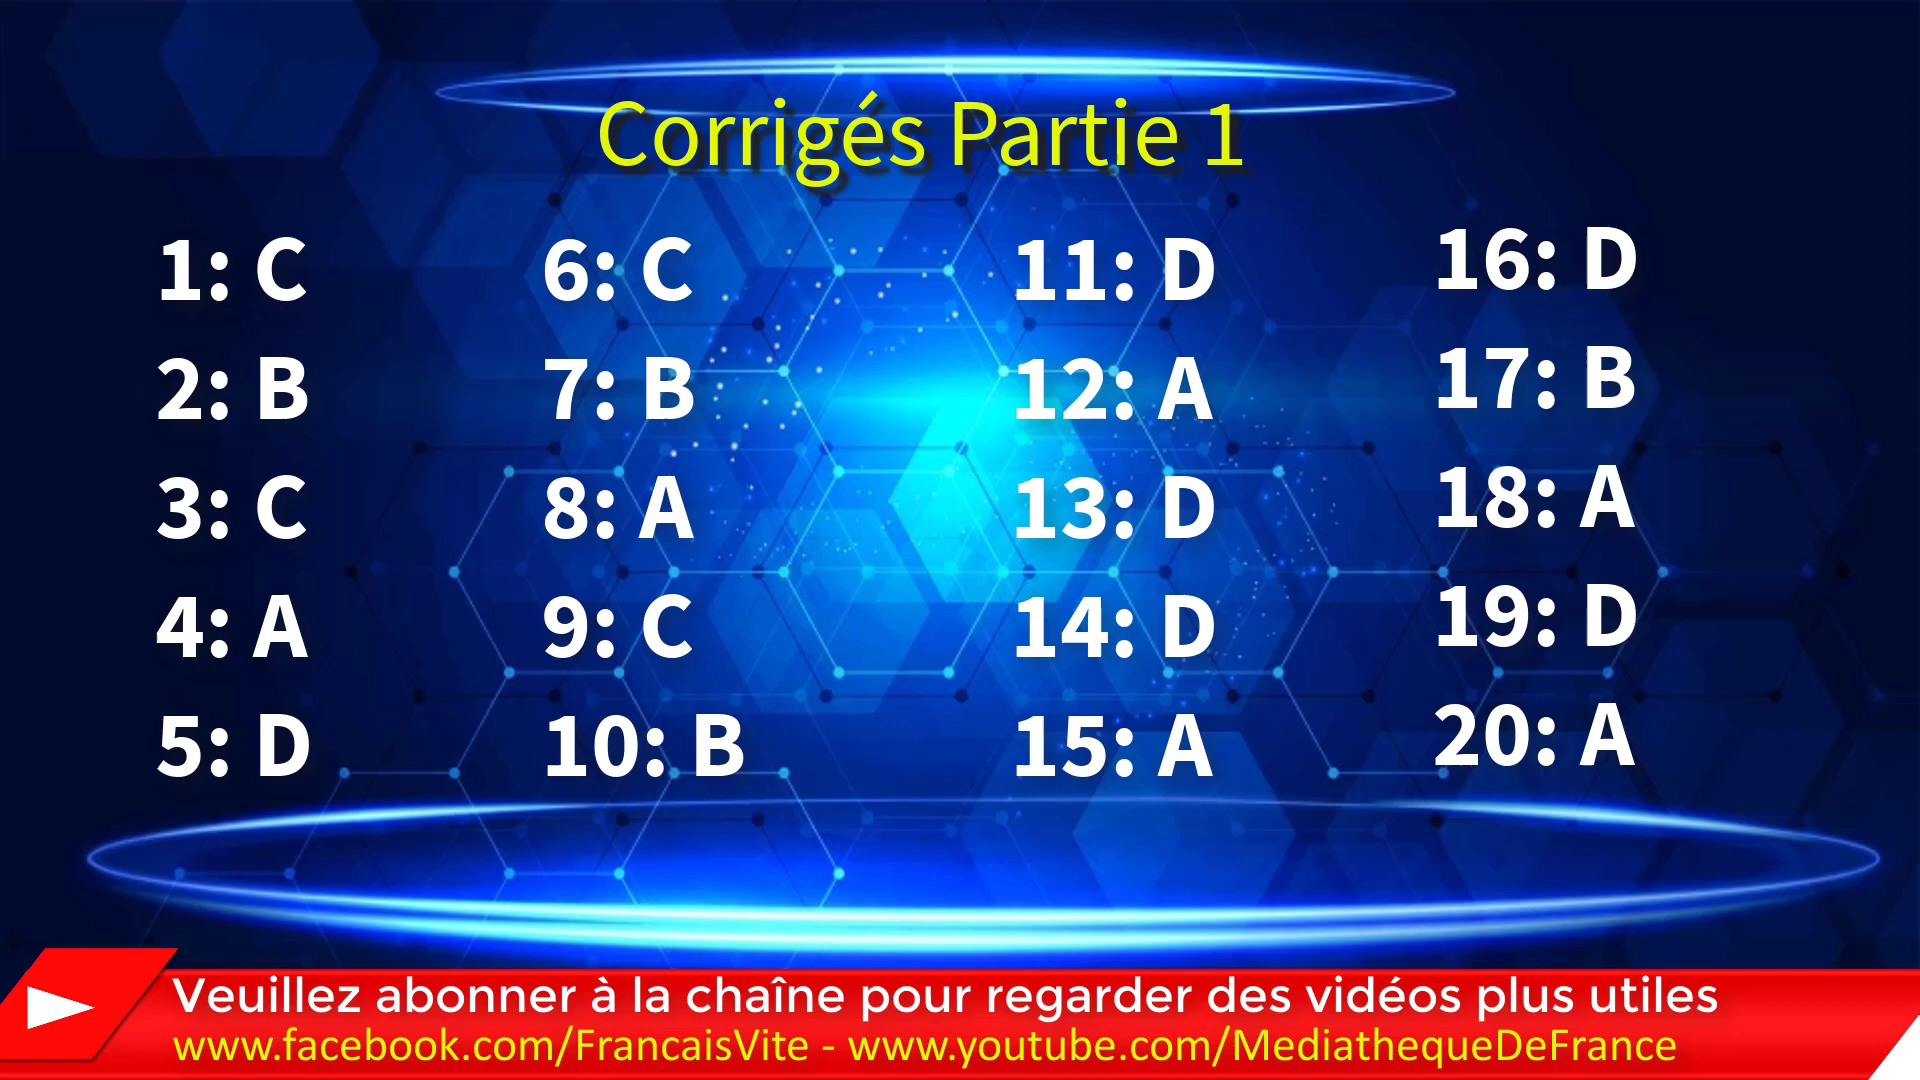 Corrigés Partie 1
1: C
2: B
3: C
4: A
5: D
6: C
7: B
8: A
9: C
10: B
11: D
12: A
13: D
14: D
15: A
16: D
17: B
18: A
19: D
20: A
Veuillez abonner à la chaîne pour regarder des vidéos plus utiles
www.facebook.com/FrancaisVite - www.youtube.com/MediathequeDeFrance